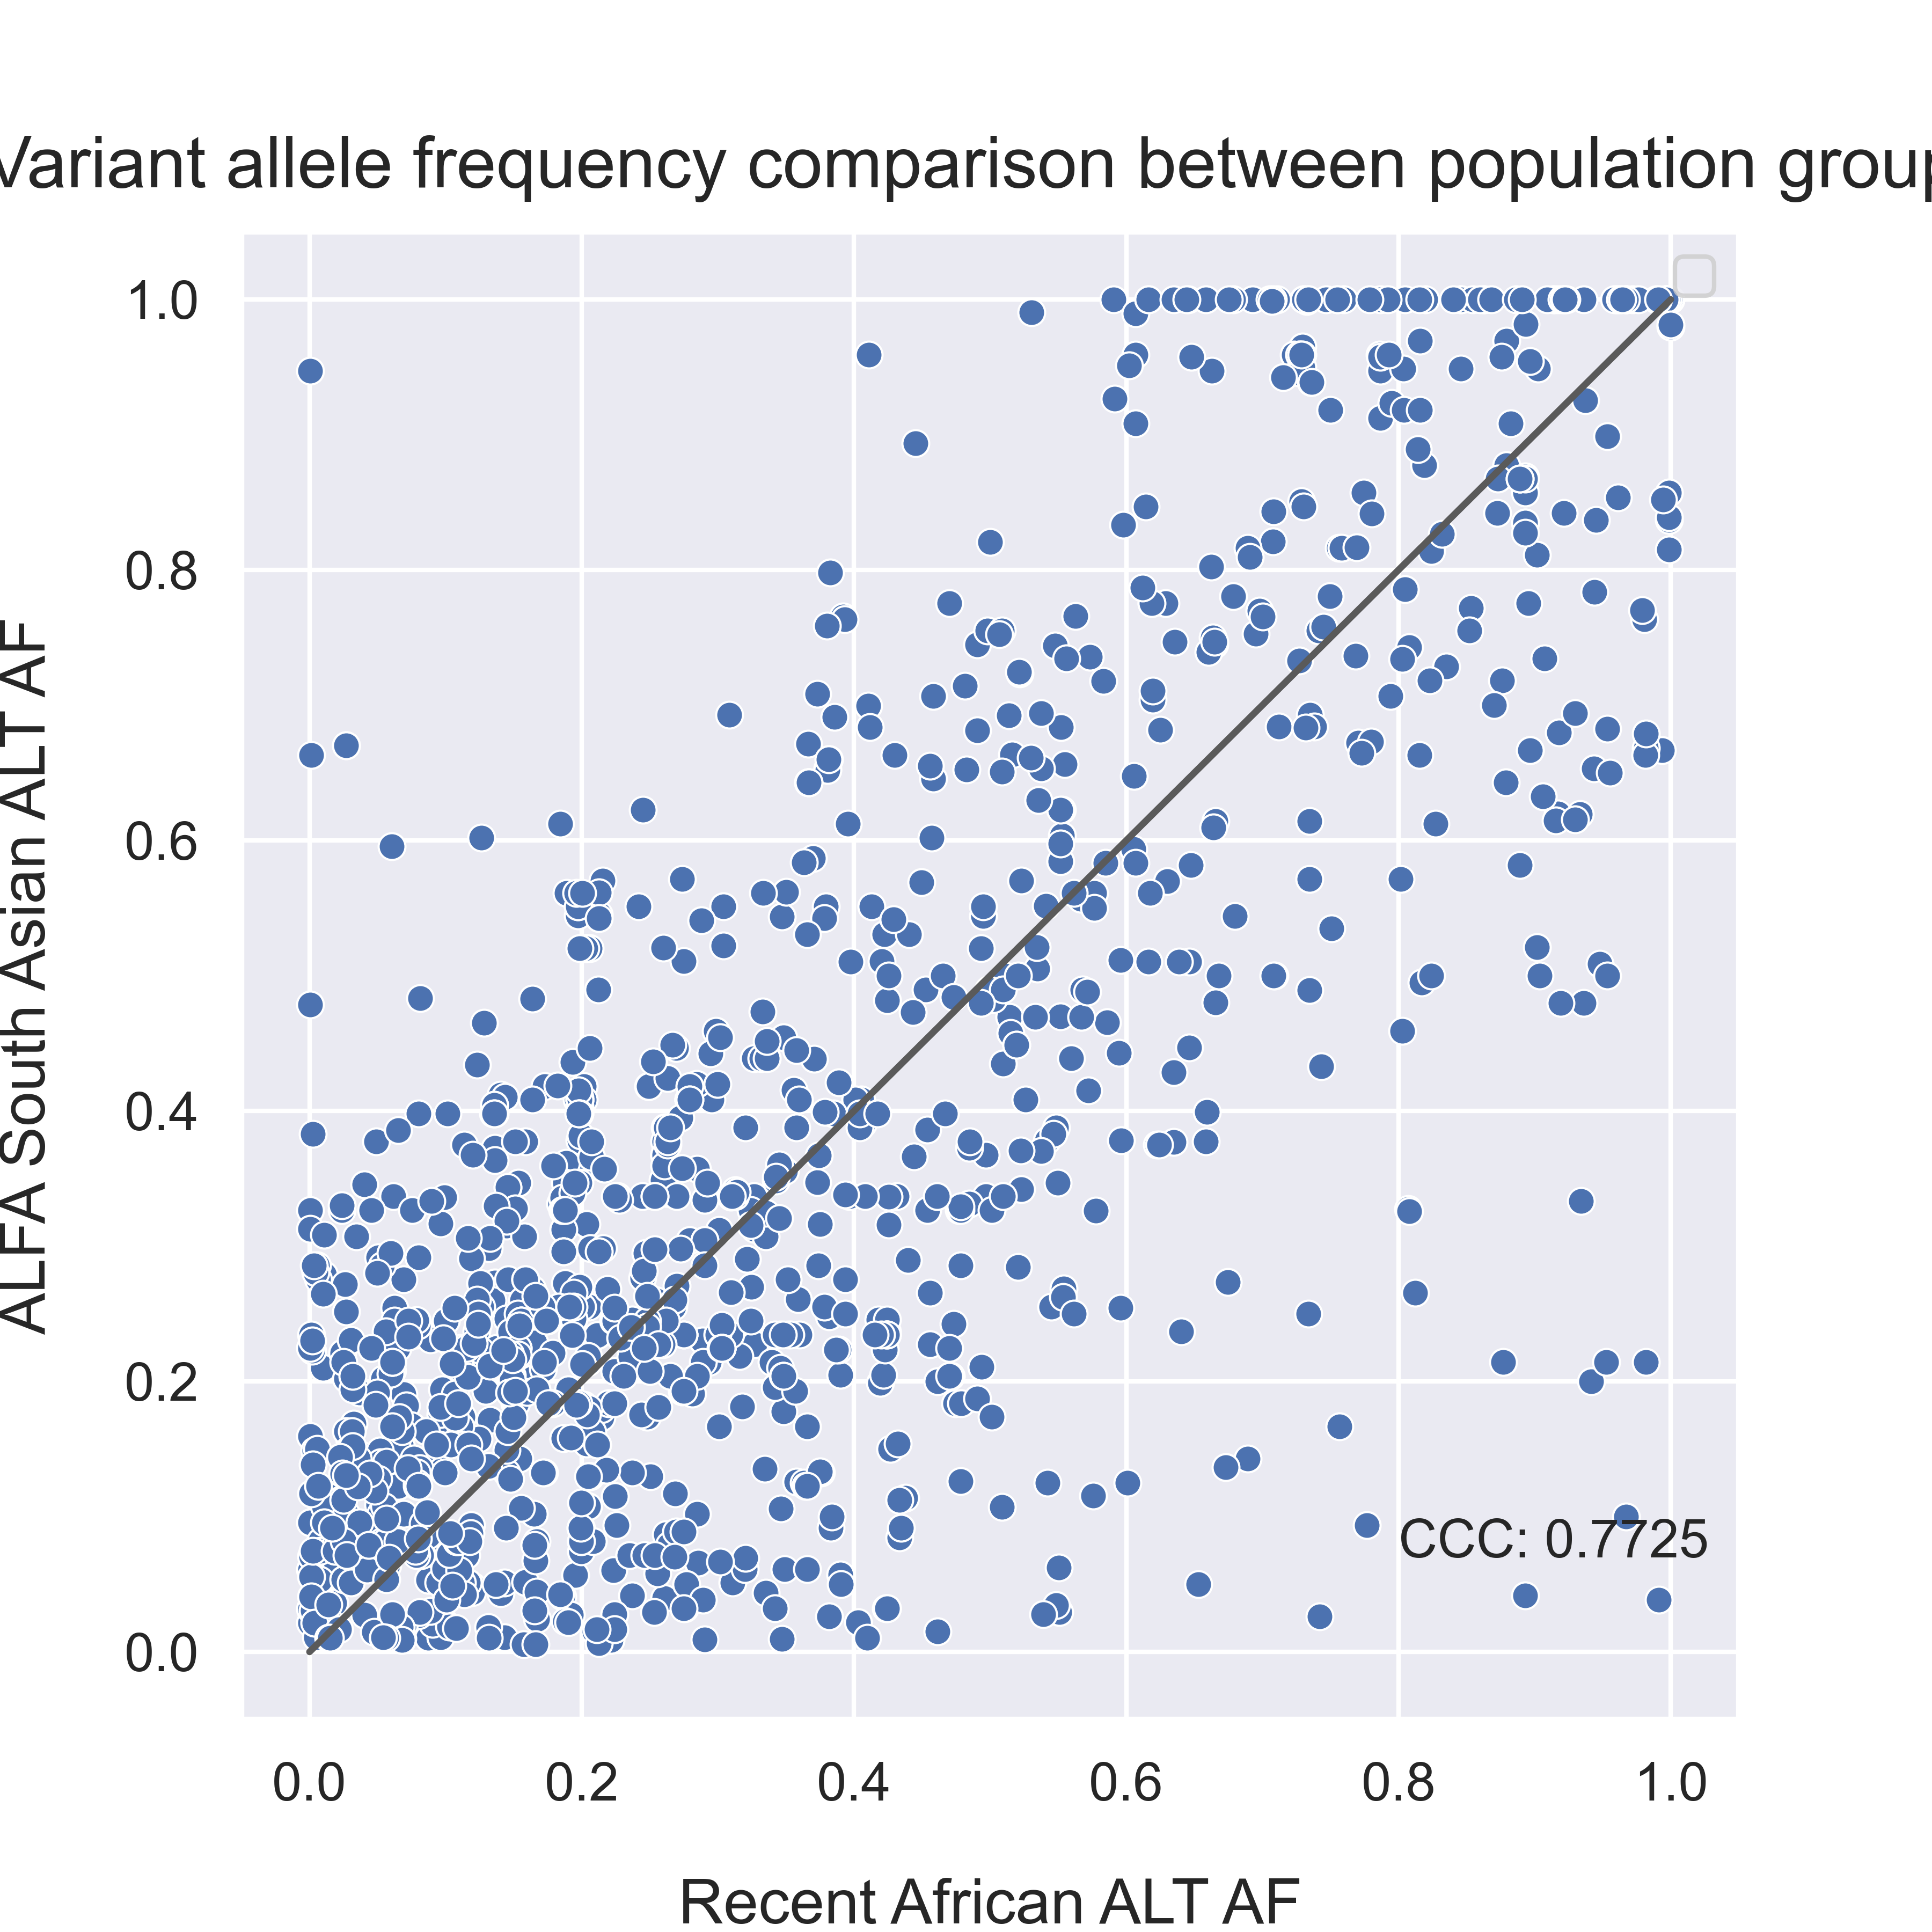 Variant allele frequency comparison between population group
ALFA South Asian ALT AF
1.0
0.8
0.6
0.4
0.2
0.0
CCC: 0.7725
0.0 0.2 0.4 0.6 0.8 1.0
Recent African ALT AF